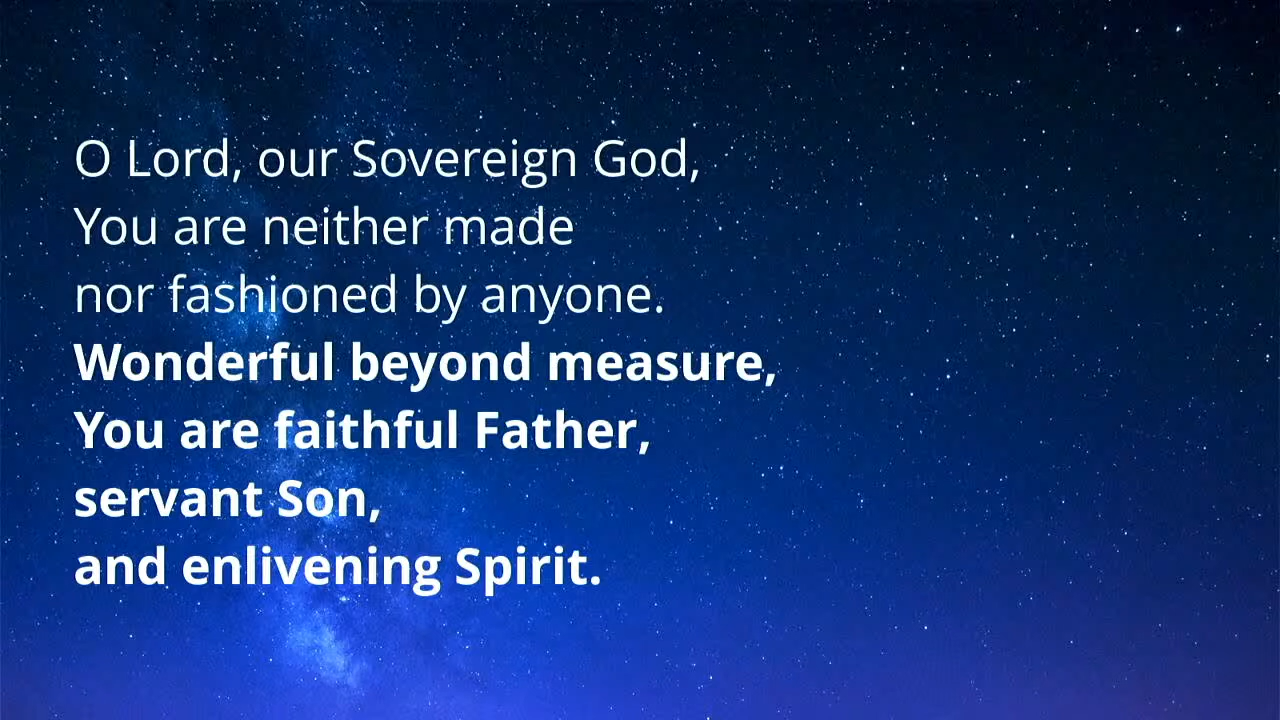 O Lord, our Sovereign God,
You are neither made
nor fashioned by anyone.
Wonderful beyond measure,
You are faithful Father,
servant Son,
and enlivening Spirit.